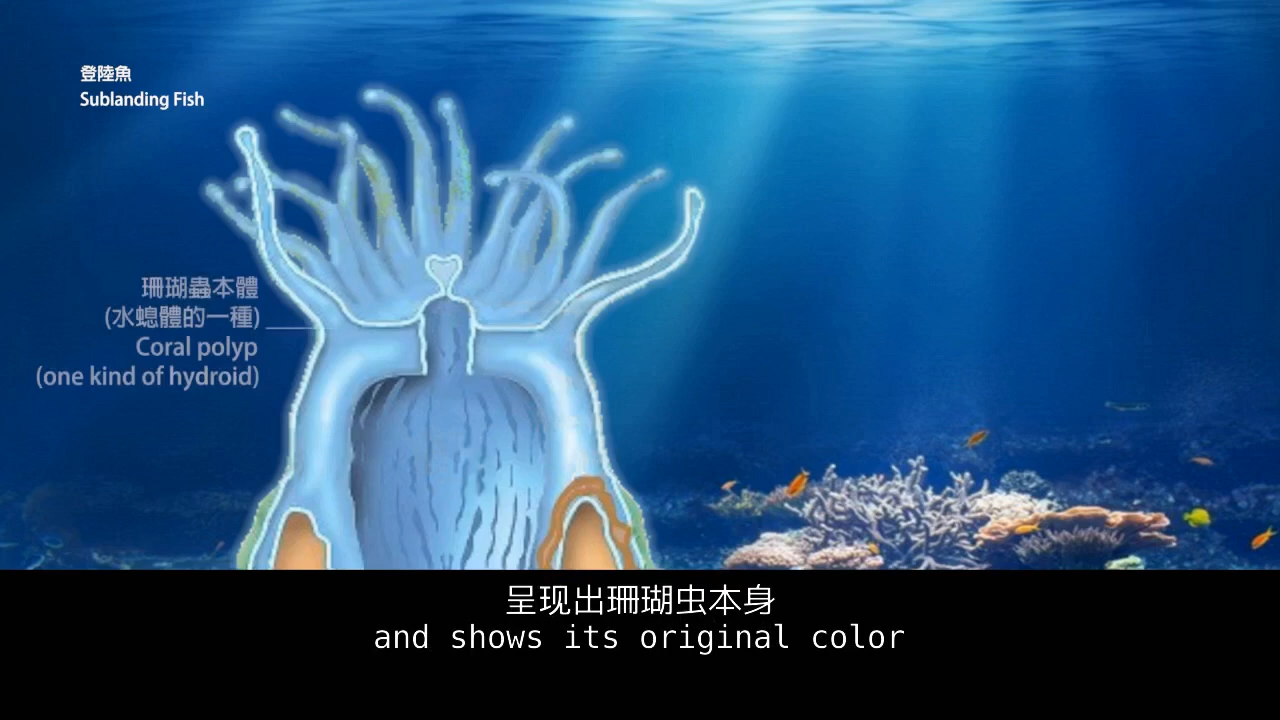 登陸魚
Sublanding Fish
珊瑚蟲本體
(水螅體的一種)
Coral polyp
(one kind of hydroid)
呈现出珊瑚虫本身
and shows its original color